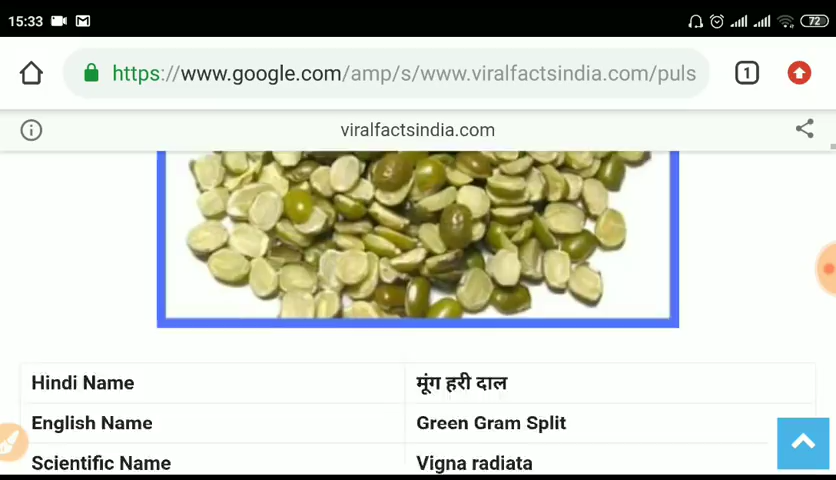 15:33
72
https://www.google.com/amp/s/www.viralfactsindia.com/puls
1
viralfactsindia.com
Hindi Name मूंग हरी दाल
English Name Green Gram Split
Scientific Name Vigna radiata